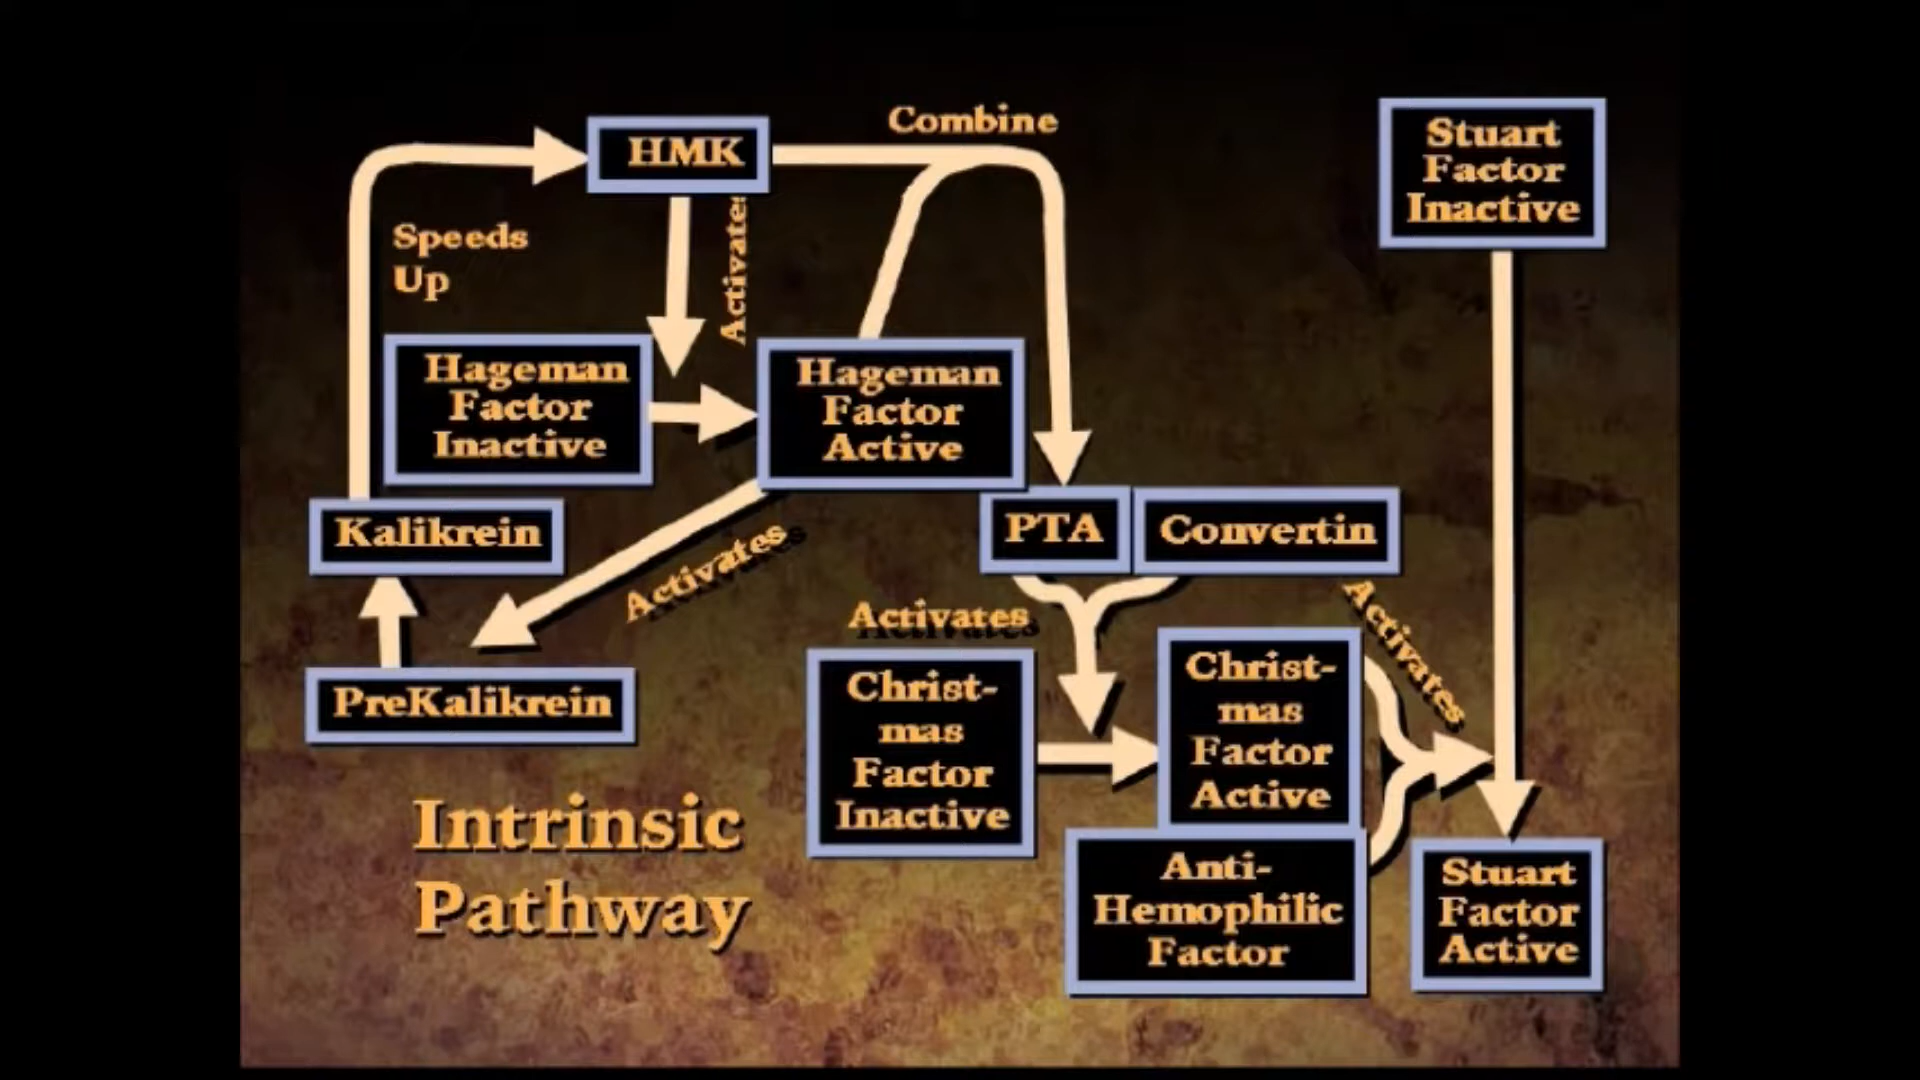 Combine
HMK
Stuart
Factor
Inactive
Speeds
Up
Activates
Hageman
Factor
Inactive
Hageman
Factor
Active
Kalikrein
PTA
Convertin
Activates
Activates
Activates
PreKalikrein
Christ-
mas
Factor
Inactive
Christ-
mas
Factor
Active
Intrinsic
Pathway
Anti-
Hemophilic
Factor
Stuart
Factor
Active